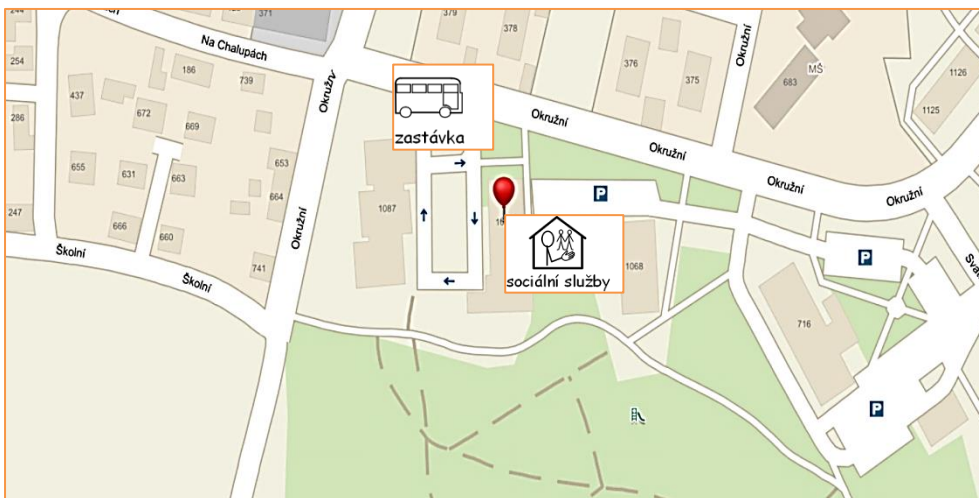 371
379
378
254
Na Chalupách
186
739
437
Okružní
376
375
Okružní
683
MŠ
1126
1125
zastávka
286
672
669
Okružní
Okružní
655
631
663
653
664
1087
Okružní
Okružní
P
247
666
660
sociální služby
1068
Školní
Školní
741
Okružní
P
716
P